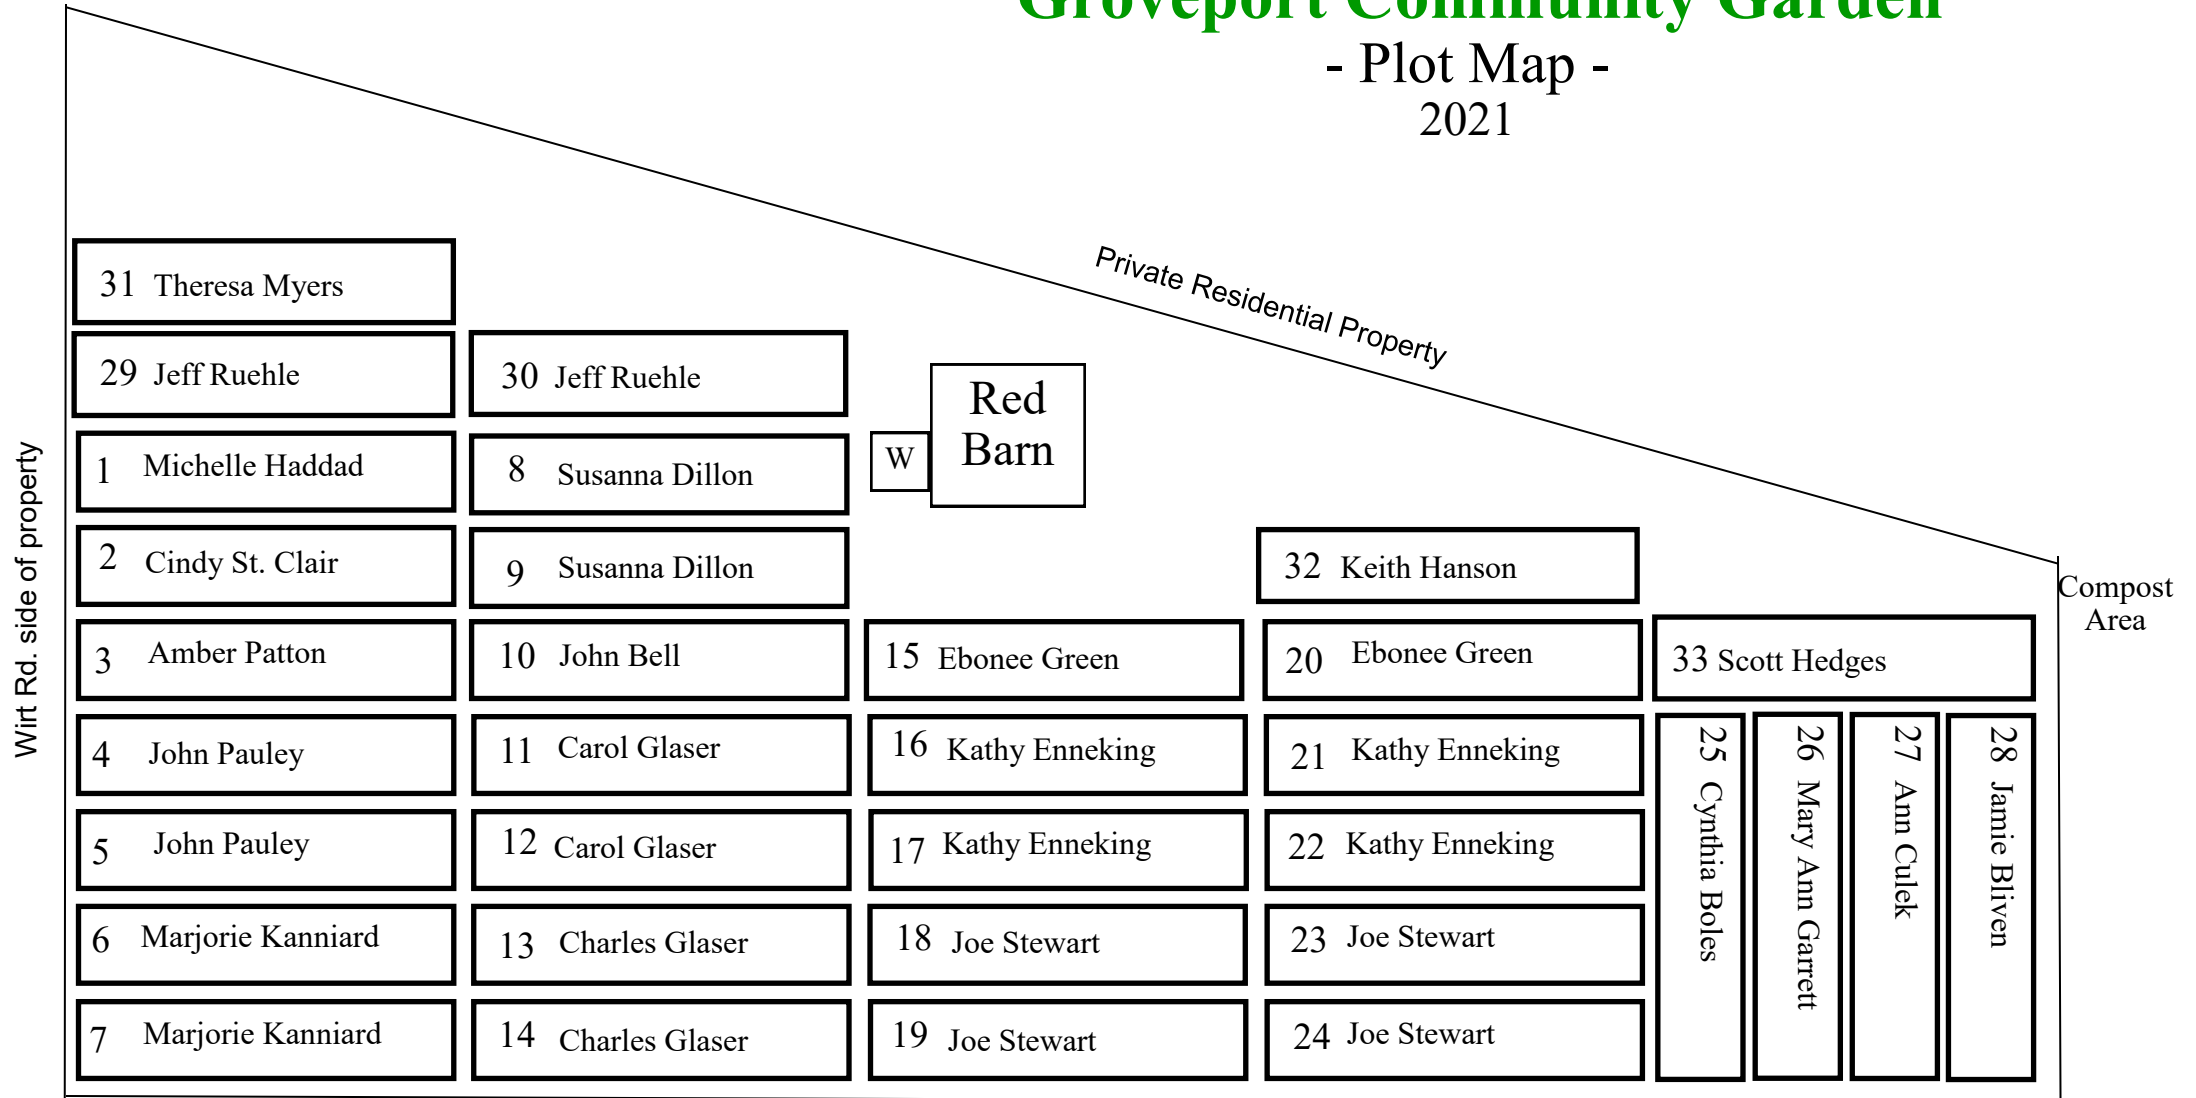 Groveport Community Garden
- Plot Map -
2021
Private Residential Property
Wirt Rd. side of property
31 Theresa Myers
29 Jeff Ruehle
30 Jeff Ruehle
Red
Barn
W
1 Michelle Haddad
8 Susanna Dillon
2 Cindy St. Clair
9 Susanna Dillon
32 Keith Hanson
Compost
Area
3 Amber Patton
10 John Bell
15 Ebonee Green
20 Ebonee Green
33 Scott Hedges
4 John Pauley
11 Carol Glaser
16 Kathy Enneking
21 Kathy Enneking
5 John Pauley
12 Carol Glaser
17 Kathy Enneking
22 Kathy Enneking
6 Marjorie Kanniard
13 Charles Glaser
18 Joe Stewart
23 Joe Stewart
7 Marjorie Kanniard
14 Charles Glaser
19 Joe Stewart
24 Joe Stewart
25 Cynthia Boles
26 Mary Ann Garrett
27 Ann Culek
28 Jamie Bliven